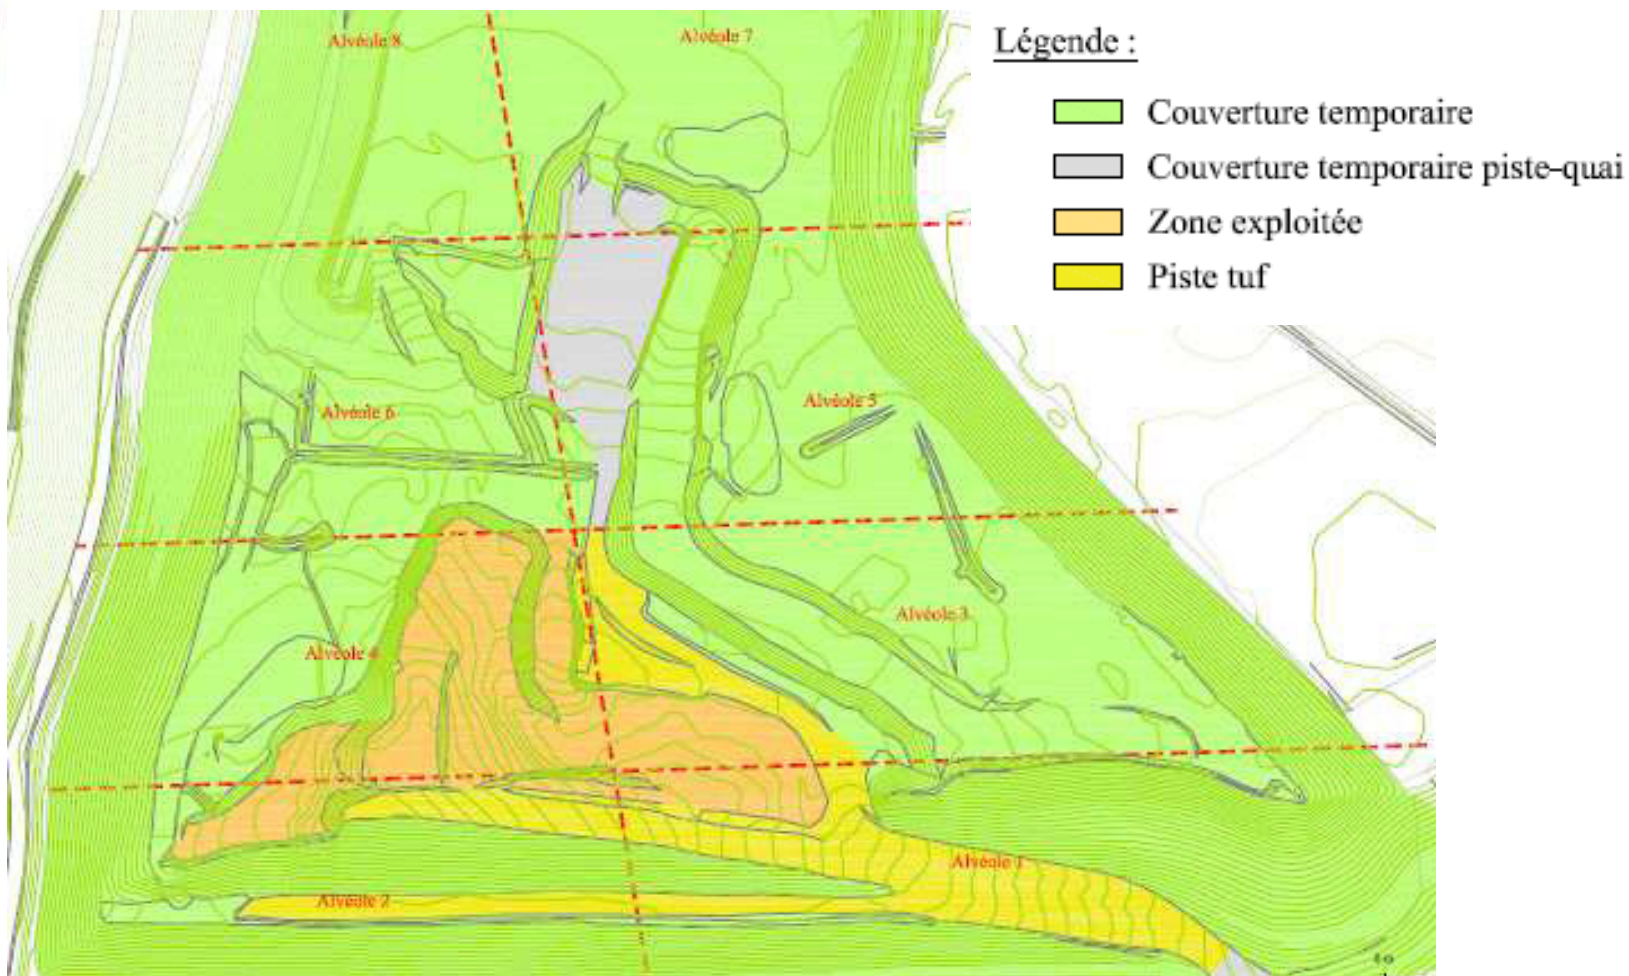 Alvéole 8
Alvéole 7
Légende :
Couverture temporaire
Couverture temporaire piste-quai
Zone exploitée
Piste tuf
Alvéole 6
Alvéole 5
Alvéole 3
Alvéole 4
Alvéole 1
Alvéole 2